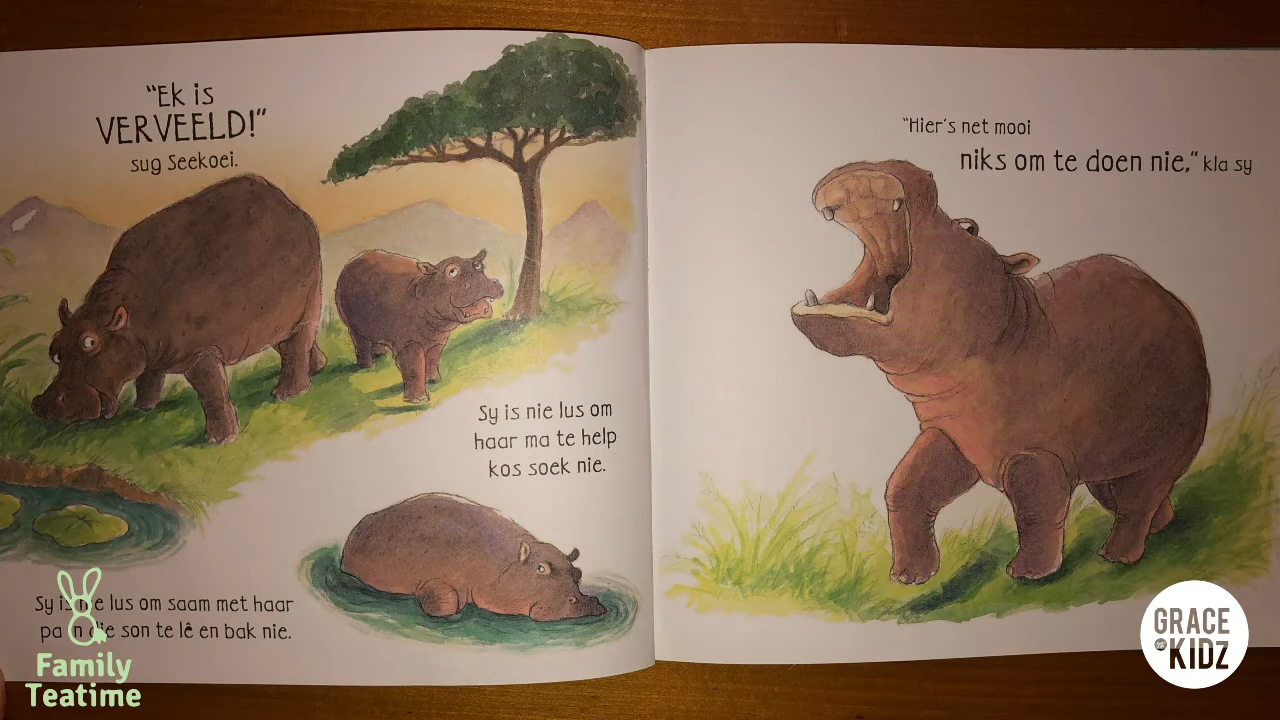 "Ek is
VERVEELD!"
sug Seekoei.
Sy is nie lus om
haar ma te help
kos soek nie.
Sy is nie lus om saam met haar
pa in die son te lê en bak nie.
"Hier's net mooi
niks om te doen nie," kla sy
Family
Teatime
GRACE
KIDZ